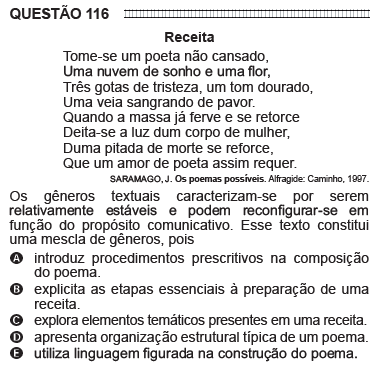 QUESTÃO 116
Receita
Tome-se um poeta não cansado,
Uma nuvem de sonho e uma flor,
Três gotas de tristeza, um tom dourado,
Uma veia sangrando de pavor.
Quando a massa já ferve e se retorce
Deita-se a luz dum corpo de mulher,
Duma pitada de morte se reforce,
Que um amor de poeta assim requer.
SARAMAGO, J. Os poemas possíveis. Alfragide: Caminho, 1997.
Os gêneros textuais caracterizam-se por serem
relativamente estáveis e podem reconfigurar-se em
função do propósito comunicativo. Esse texto constitui
uma mescla de gêneros, pois
A introduz procedimentos prescritivos na composição
do poema.
B explicita as etapas essenciais à preparação de uma
receita.
C explora elementos temáticos presentes em uma receita.
D apresenta organização estrutural típica de um poema.
E utiliza linguagem figurada na construção do poema.